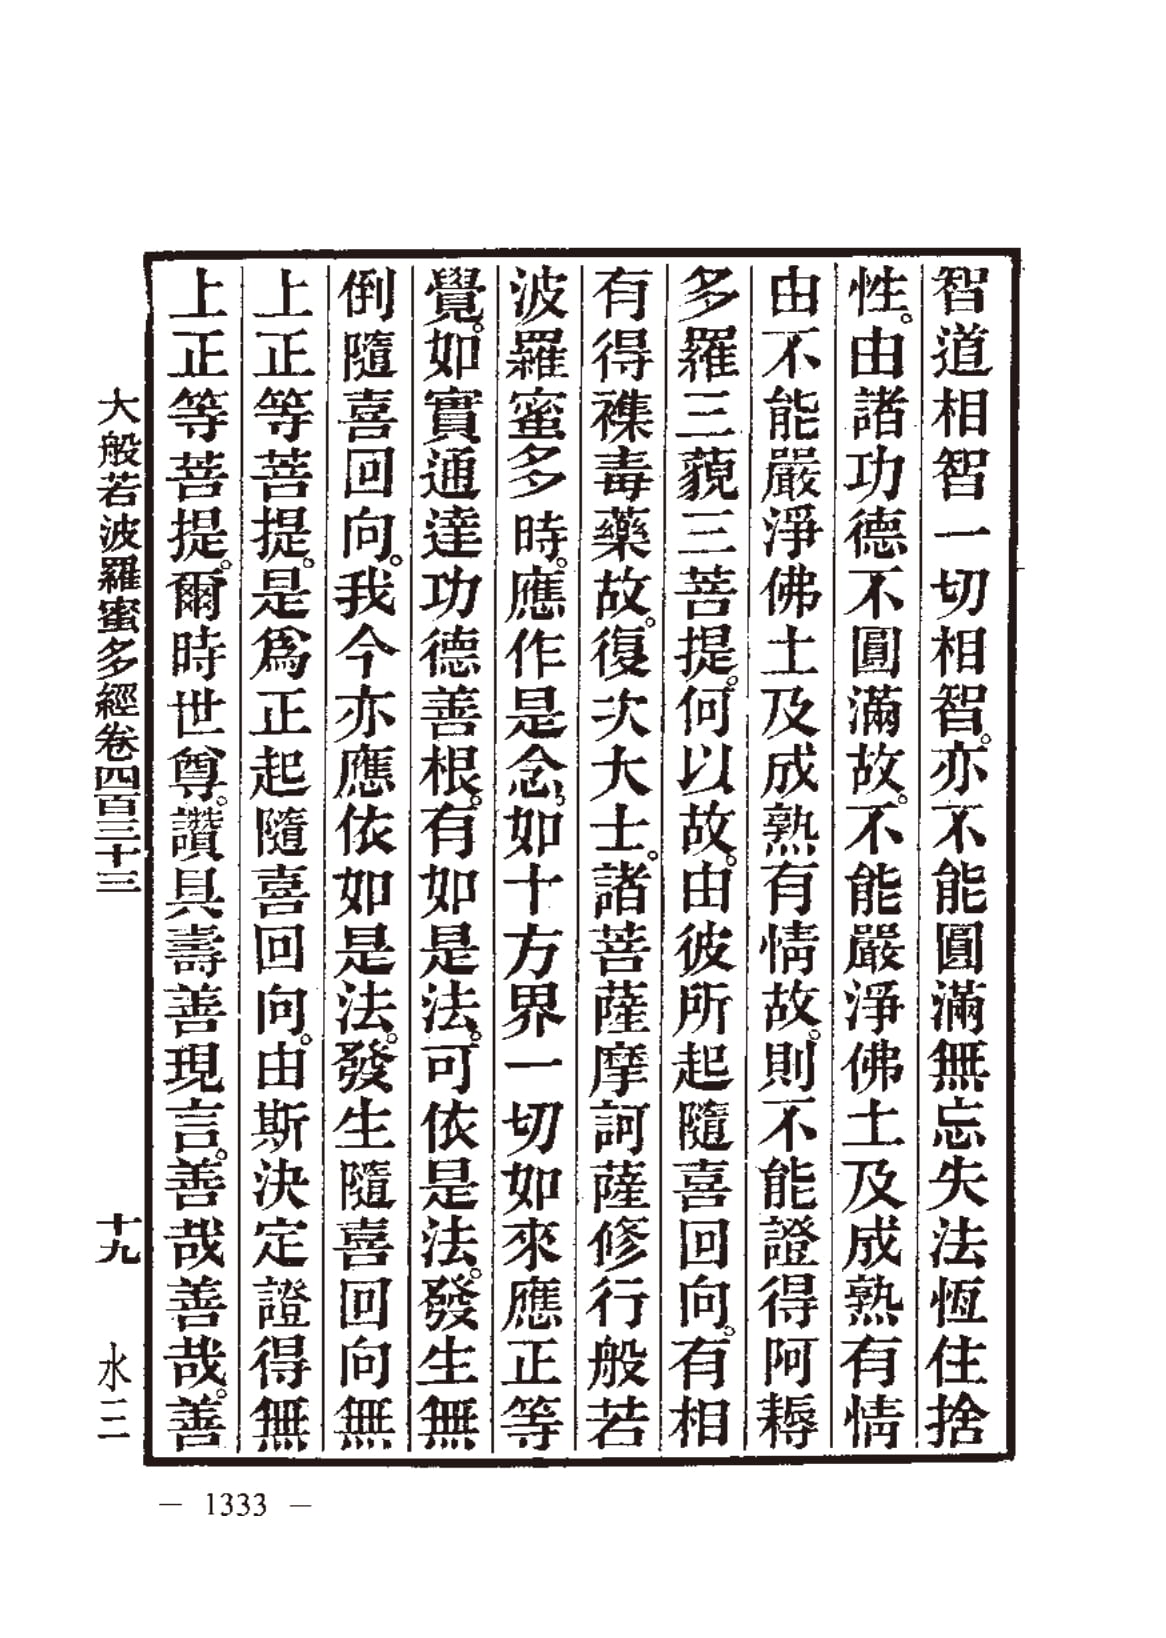 智道相智一切相智。亦不能圓滿無忘失法恆住捨
性。由諸功德不圓滿故。不能嚴淨佛土及成熟有情
由不能嚴淨佛土及成熟有情故。則不能證得阿耨
多羅三藐三菩提。何以故。由彼所起隨喜回向。有相
有得襍毒藥故。復次大士。諸菩薩摩訶薩修行般若
波羅蜜多時。應作是念。如十方界一切如來應正等
覺。如實通達功德善根。有如是法。可依是法。發生無
倒隨喜回向。我今亦應依如是法。發生隨喜回向無
上正等菩提。是爲正起隨喜回向。由斯決定證得無
上正等菩提。爾時世尊。讚具壽善現言。善哉善哉。善
大般若波羅蜜多經卷四百三十三 十九 水三
— 1333 —